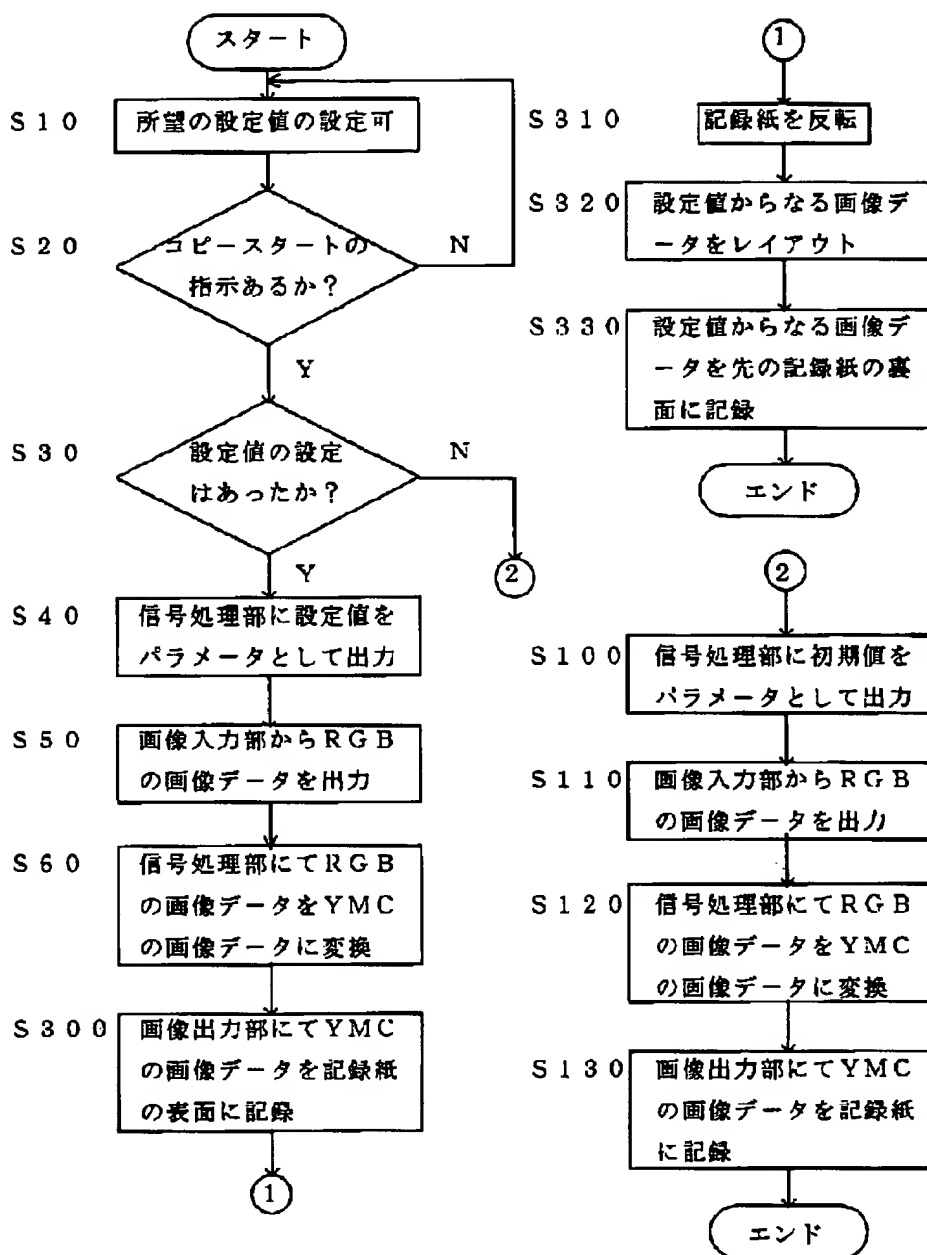 スタート
S10
所望の設定値の設定可
S20
コピースタートの
指示あるか？
N
Y
S30
設定値の設定
はあったか？
N
②
Y
S40
信号処理部に設定値を
パラメータとして出力
S50
画像入力部からRGB
の画像データを出力
S60
信号処理部にてRGB
の画像データをYMC
の画像データに変換
S300
画像出力部にてYMC
の画像データを記録紙
の表面に記録
①
①
S310
記録紙を反転
S320
設定値からなる画像デ
ータをレイアウト
S330
設定値からなる画像デ
ータを先の記録紙の裏
面に記録
エンド
②
S100
信号処理部に初期値を
パラメータとして出力
S110
画像入力部からRGB
の画像データを出力
S120
信号処理部にてRGB
の画像データをYMC
の画像データに変換
S130
画像出力部にてYMC
の画像データを記録紙
に記録
エンド